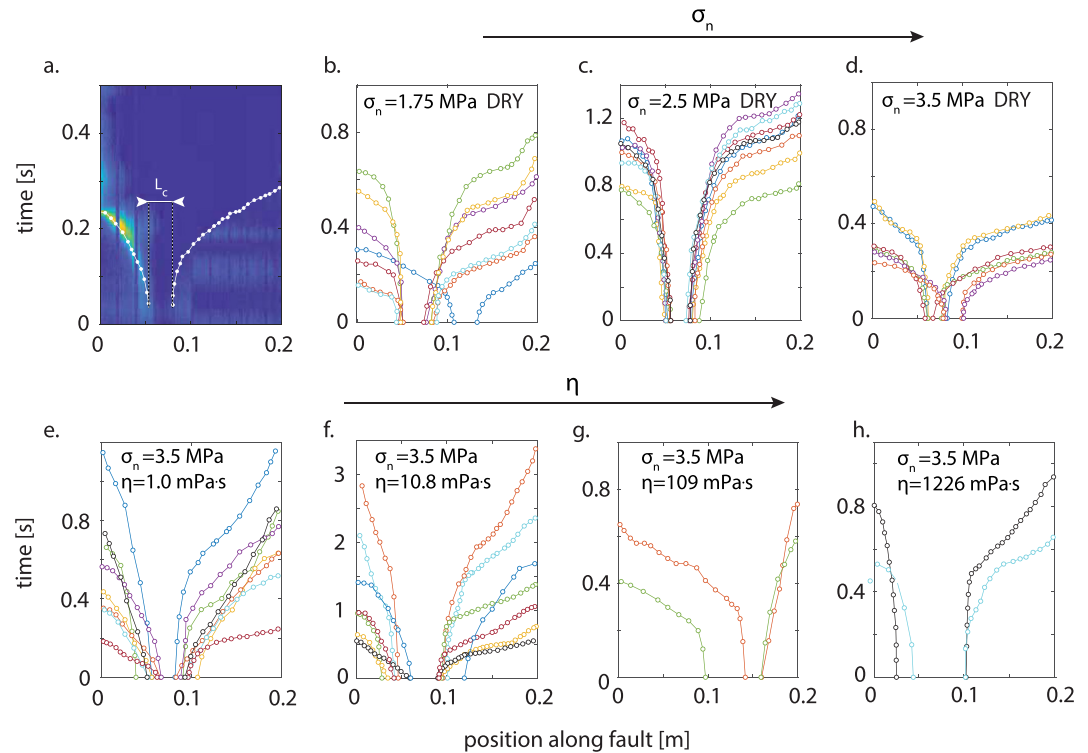 σn
a.
b.
c.
d.
Lc
σn =1.75 MPa DRY
σn =2.5 MPa DRY
σn =3.5 MPa DRY
time [s]
0.4
0.2
0
0.8
0.4
0
1.2
0.8
0.4
0
0.8
0.4
0
0 0.1 0.2
0 0.1 0.2
0 0.1 0.2
0 0.1 0.2
η
e.
f.
g.
h.
σn =3.5 MPa
η=1.0 mPa·s
σn =3.5 MPa
η=10.8 mPa·s
σn =3.5 MPa
η=109 mPa·s
σn =3.5 MPa
η=1226 mPa·s
time [s]
0.8
0.4
0
3
2
1
0
0.8
0.4
0
0.8
0.4
0
0 0.1 0.2
0 0.1 0.2
0 0.1 0.2
0 0.1 0.2
position along fault [m]